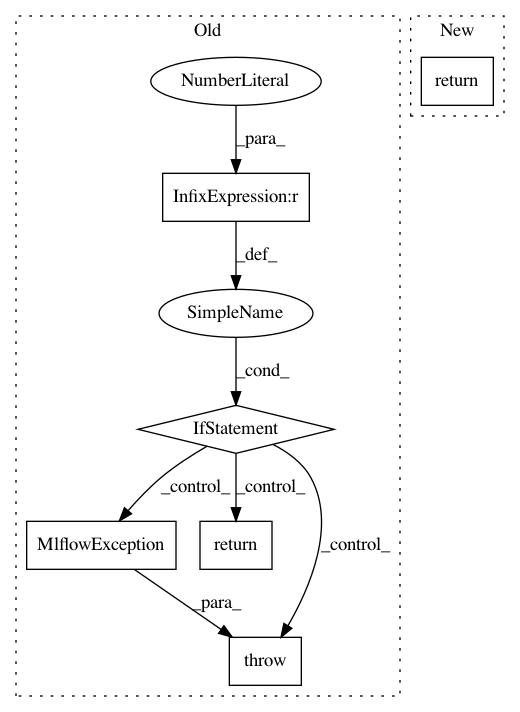 Old
New
NumberLiteral
return
_para_
InfixExpression:r
_def_
SimpleName
_cond_
IfStatement
_control_
_control_
_control_
MlflowException
return
_para_
throw